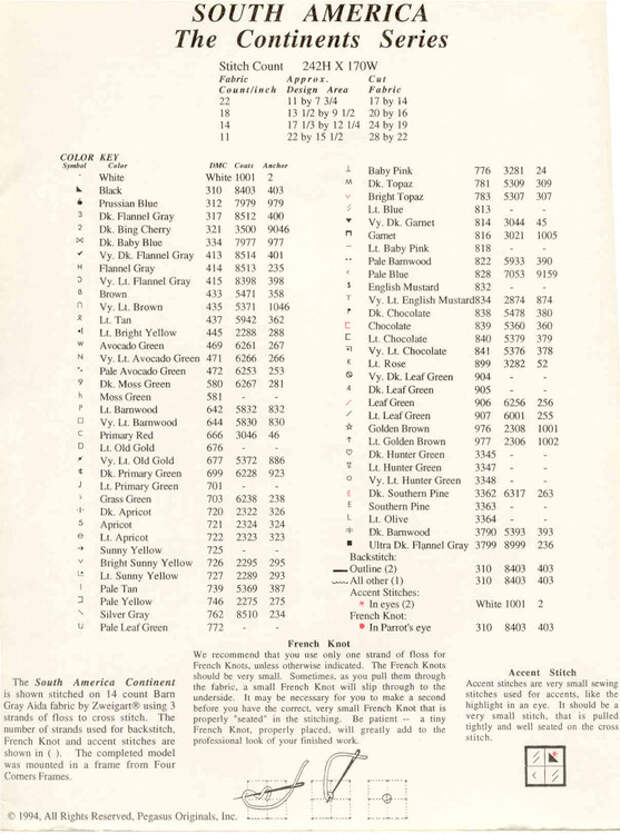 SOUTH AMERICA
The Continents Series
Stitch Count 242H X 170W
Fabric Approx. Cut
Count/inch Design Area Fabric
22 11 by 7 3/4 17 by 14
18 13 1/2 by 9 1/2 20 by 16
14 17 1/3 by 12 1/4 24 by 19
11 22 by 15 1/2 28 by 22
COLOR KEY
Symbol Color DMC Coats Anchor
White White 1001 2
Black 310 8403 403
Prussian Blue 312 7979 979
3 Dk. Flannel Gray 317 8512 400
2 Dk. Bing Cherry 321 3500 9046
Dk. Baby Blue 334 7977 977
Vy. Dk. Flannel Gray 413 8514 401
H Flannel Gray 414 8513 235
Vy. Lt. Flannel Gray 415 8398 398
B Brown 433 5471 358
Vy. Lt. Brown 435 5371 1046
Lt. Tan 437 5942 362
Lt. Bright Yellow 445 2288 288
W Avocado Green 469 6261 267
N Vy. Lt. Avocado Green 471 6266 266
Pale Avocado Green 472 6253 253
9 Dk. Moss Green 580 6267 281
h Moss Green 581 - -
P Lt. Barnwood 642 5832 832
Vy. Lt. Barnwood 644 5830 830
C Primary Red 666 3046 46
D Lt. Old Gold 676 - -
Vy. Lt. Old Gold 677 5372 886
¢ Dk. Primary Green 699 6228 923
J Lt. Primary Green 701 - -
› Grass Green 703 6238 238
Dk. Apricot 720 2322 326
5 Apricot 721 2324 324
e Lt. Apricot 722 2323 323
→ Sunny Yellow 725 - -
v Bright Sunny Yellow 726 2295 295
Lt. Sunny Yellow 727 2289 293
| Pale Tan 739 5369 387
Pale Yellow 746 2275 275
\ Silver Gray 762 8510 234
U Pale Leaf Green 772 - -
⊥ Baby Pink 776 3281 24
M Dk. Topaz 781 5309 309
v Bright Topaz 783 5307 307
Lt. Blue 813 - -
▼ Vy. Dk. Garnet 814 3044 45
Garnet 816 3021 1005
– Lt. Baby Pink 818 - -
Pale Barnwood 822 5933 390
‹ Pale Blue 828 7053 9159
$ English Mustard 832 - -
T Vy. Lt. English Mustard 834 2874 874
Dk. Chocolate 838 5478 380
Chocolate 839 5360 360
Lt. Chocolate 840 5379 379
Vy. Lt. Chocolate 841 5376 378
K Lt. Rose 899 3282 52
Vy. Dk. Leaf Green 904 - -
4 Dk. Leaf Green 905 - -
/ Leaf Green 906 6256 256
/ Lt. Leaf Green 907 6001 255
☆ Golden Brown 976 2308 1001
↑ Lt. Golden Brown 977 2306 1002
♡ Dk. Hunter Green 3345 - -
Lt. Hunter Green 3347 - -
o Vy. Lt. Hunter Green 3348 - -
Dk. Southern Pine 3362 6317 263
Southern Pine 3363 - -
L Lt. Olive 3364 - -
Dk. Barnwood 3790 5393 393
■ Ultra Dk. Flannel Gray 3799 8999 236
Backstitch:
Outline (2) 310 8403 403
All other (1) 310 8403 403
Accent Stitches:
* In eyes (2) White 1001 2
French Knot:
● In Parrot's eye 310 8403 403
The South America Continent
is shown stitched on 14 count Barn
Gray Aida fabric by Zweigart® using 3
strands of floss to cross stitch. The
number of strands used for backstitch,
French Knot and accent stitches are
shown in ( ). The completed model
was mounted in a frame from Four
Corners Frames.
French Knot
We recommend that you use only one strand of floss for
French Knots, unless otherwise indicated. The French Knots
should be very small. Sometimes, as you pull them through
the fabric, a small French Knot will slip through to the
underside. It may be necessary for you to make a second
before you have the correct, very small French Knot that is
properly "seated" in the stitching. Be patient -- a tiny
French Knot, properly placed, will greatly add to the
professional look of your finished work.
Accent Stitch
Accent stitches are very small sewing
stitches used for accents, like the
highlight in an eye. It should be a
very small stitch, that is pulled
tightly and well seated on the cross
stitch.
© 1994, All Rights Reserved, Pegasus Originals, Inc.